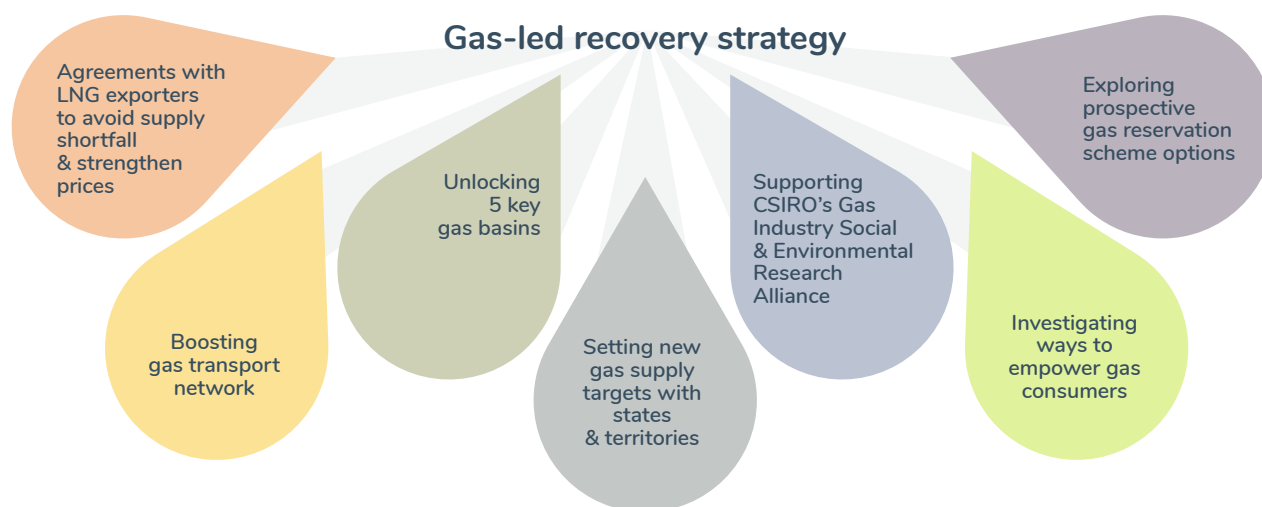 Gas-led recovery strategy
Agreements with
LNG exporters
to avoid supply
shortfall
& strengthen
prices
Boosting
gas transport
network
Unlocking
5 key
gas basins
Setting new
gas supply
targets with
states
& territories
Supporting
CSIRO’s Gas
Industry Social
& Environmental
Research
Alliance
Investigating
ways to
empower gas
consumers
Exploring
prospective
gas reservation
scheme options